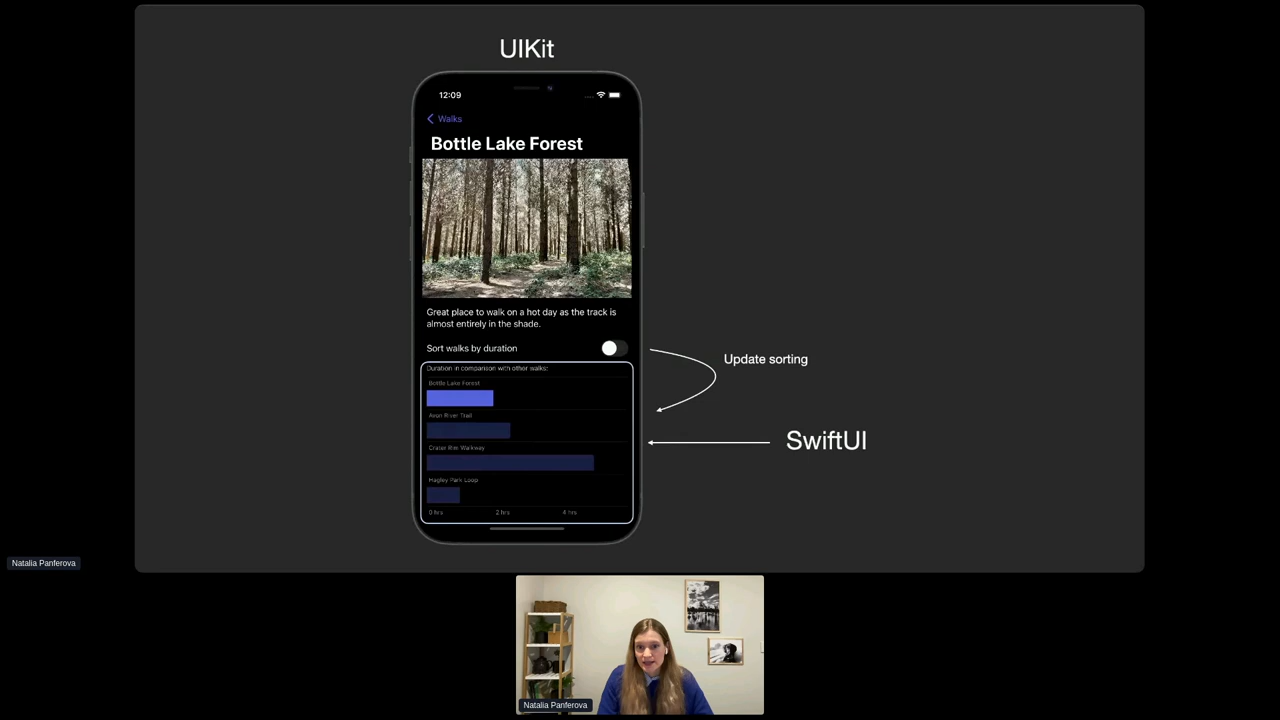 UIKit
12:09
Walks
Bottle Lake Forest
Great place to walk on a hot day as the track is
almost entirely in the shade.
Sort walks by duration
Update sorting
Duration in comparison with other walks:
Bottle Lake Forest
Avon River Trail
Crater Rim Walkway
SwiftUI
Hagley Park Loop
0 hrs 2 hrs 4 hrs
Natalia Panferova
Natalia Panferova